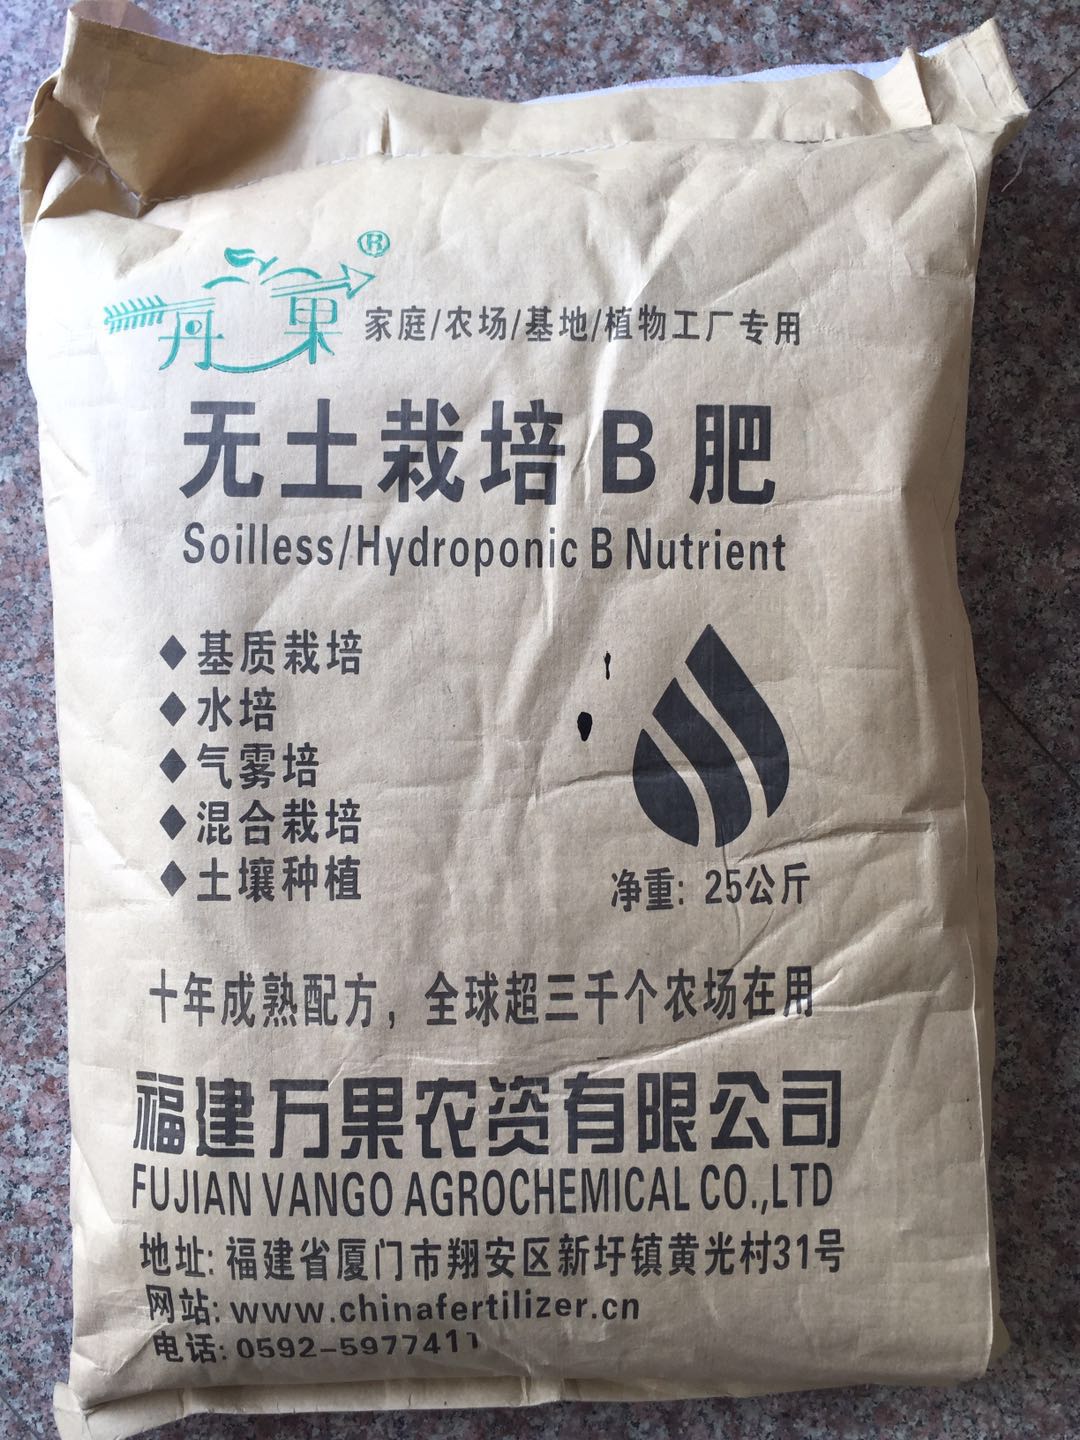 丹果®
家庭/农场/基地/植物工厂专用
无土栽培B肥
Soilless/Hydroponic B Nutrient
◆基质栽培
◆水培
◆气雾培
◆混合栽培
◆土壤种植
净重: 25公斤
十年成熟配方，全球超三千个农场在用
福建万果农资有限公司
FUJIAN VANGO AGROCHEMICAL CO.,LTD
地址: 福建省厦门市翔安区新圩镇黄光村31号
网站: www.chinafertilizer.cn
电话: 0592-5977411